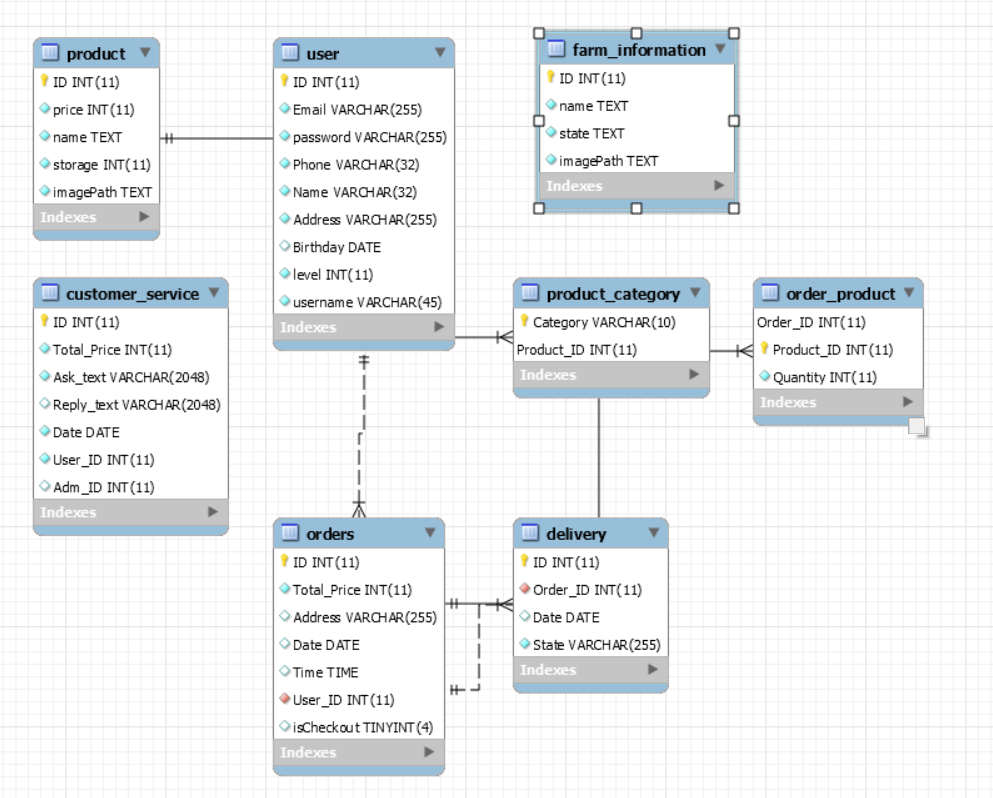 product
ID INT(11)
price INT(11)
name TEXT
storage INT(11)
imagePath TEXT
Indexes
user
ID INT(11)
Email VARCHAR(255)
password VARCHAR(255)
Phone VARCHAR(32)
Name VARCHAR(32)
Address VARCHAR(255)
Birthday DATE
level INT(11)
username VARCHAR(45)
Indexes
farm_information
ID INT(11)
name TEXT
state TEXT
imagePath TEXT
Indexes
customer_service
ID INT(11)
Total_Price INT(11)
Ask_text VARCHAR(2048)
Reply_text VARCHAR(2048)
Date DATE
User_ID INT(11)
Adm_ID INT(11)
Indexes
product_category
Category VARCHAR(10)
Product_ID INT(11)
Indexes
order_product
Order_ID INT(11)
Product_ID INT(11)
Quantity INT(11)
Indexes
orders
ID INT(11)
Total_Price INT(11)
Address VARCHAR(255)
Date DATE
Time TIME
User_ID INT(11)
isCheckout TINYINT(4)
Indexes
delivery
ID INT(11)
Order_ID INT(11)
Date DATE
State VARCHAR(255)
Indexes